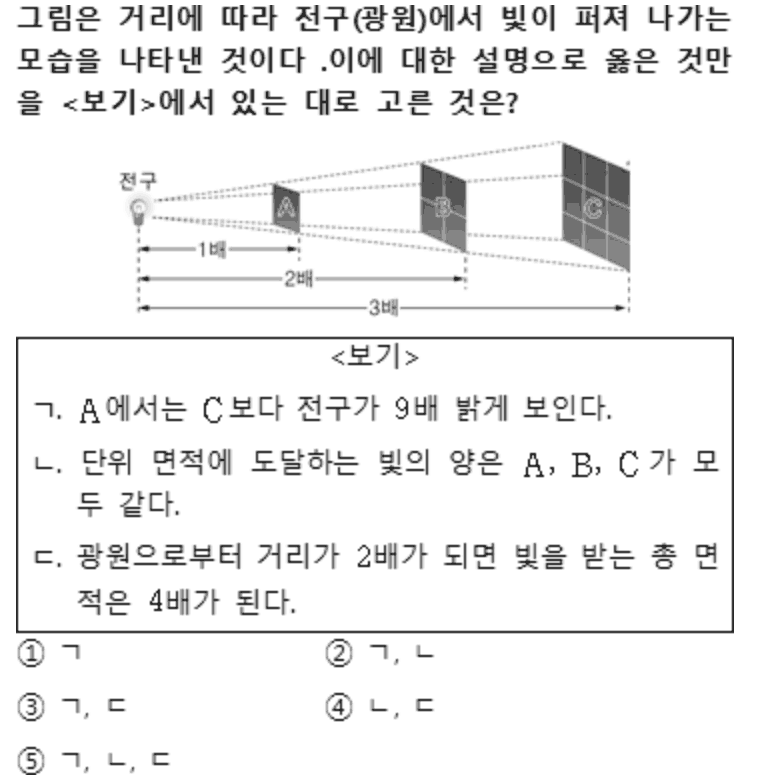 그림은 거리에 따라 전구(광원)에서 빛이 퍼져 나가는
모습을 나타낸 것이다 .이에 대한 설명으로 옳은 것만
을 <보기>에서 있는 대로 고른 것은?
전구
A
B
C
1배
2배
3배
<보기>
ㄱ. A에서는 C보다 전구가 9배 밝게 보인다.
ㄴ. 단위 면적에 도달하는 빛의 양은 A, B, C가 모
두 같다.
ㄷ. 광원으로부터 거리가 2배가 되면 빛을 받는 총 면
적은 4배가 된다.
① ㄱ ② ㄱ, ㄴ
③ ㄱ, ㄷ ④ ㄴ, ㄷ
⑤ ㄱ, ㄴ, ㄷ